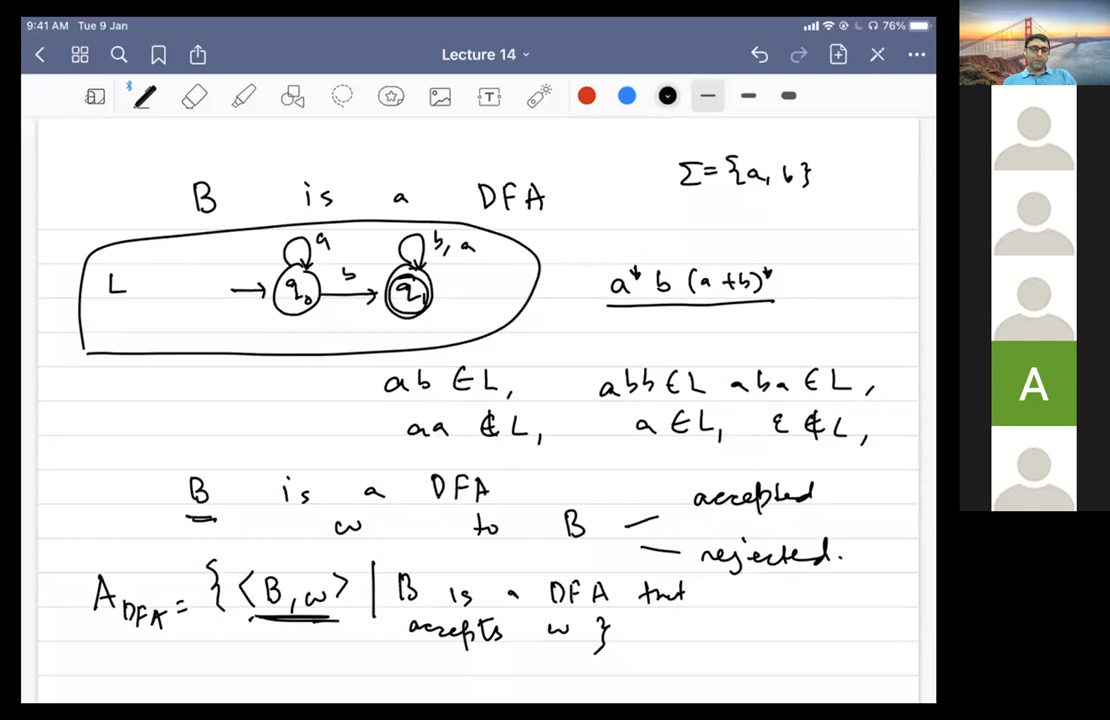 9:41 AM Tue 9 Jan 76%
Lecture 14
Σ = {a, b}
B is a DFA
a b, a
L → q₀ b q₁
a* b (a+b)*
ab ∈ L, abb ∈ L aba ∈ L,
aa ∉ L, a ∈ L, ε ∉ L,
B is a DFA
accepted
w to B
rejected.
A_DFA = { <B, w> | B is a DFA that
accepts w }
A